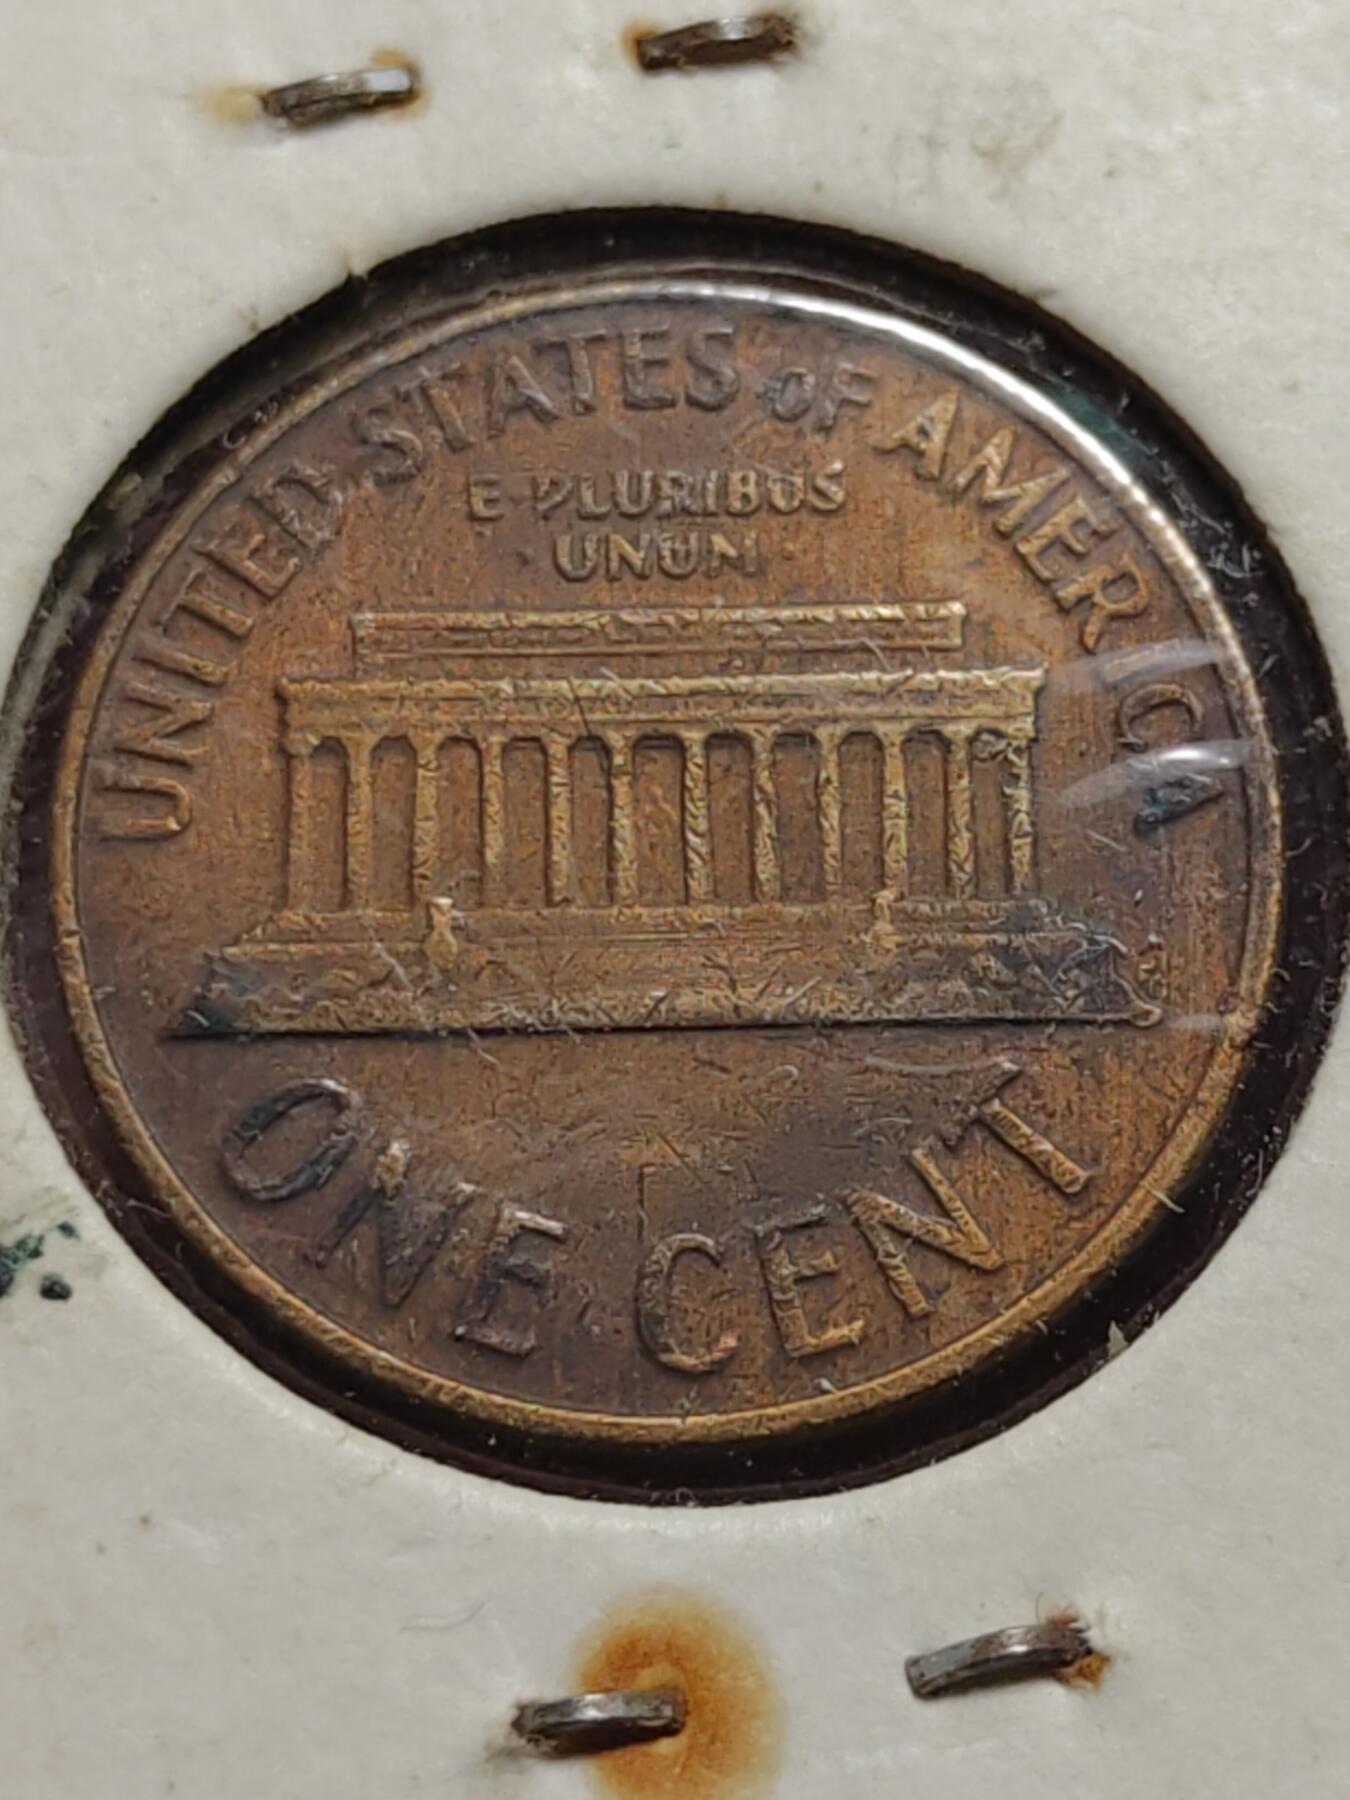 UNITED STATES OF AMERICA
E PLURIBUS
UNUM
ONE CENT